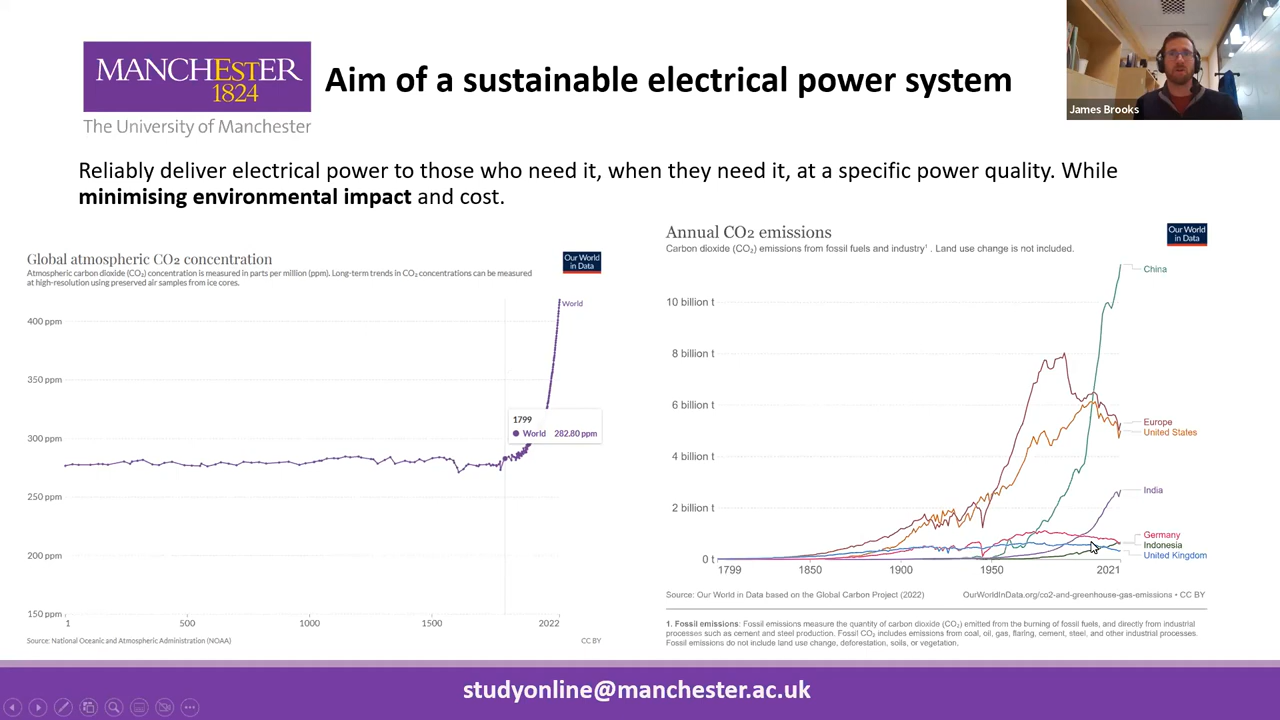 MANCHESTER
1824
The University of Manchester
Aim of a sustainable electrical power system
James Brooks
Reliably deliver electrical power to those who need it, when they need it, at a specific power quality. While
minimising environmental impact and cost.
Global atmospheric CO₂ concentration
Atmospheric carbon dioxide (CO₂) concentration is measured in parts per million (ppm). Long-term trends in CO₂ concentrations can be measured
at high-resolution using preserved air samples from ice cores.
Our World
in Data
World
400 ppm
350 ppm
300 ppm
250 ppm
200 ppm
150 ppm
1799
World 282.80 ppm
1
500
1000
1500
2022
Source: National Oceanic and Atmospheric Administration (NOAA)
CC BY
Annual CO₂ emissions
Carbon dioxide (CO₂) emissions from fossil fuels and industry¹ . Land use change is not included.
Our World
in Data
China
10 billion t
8 billion t
6 billion t
4 billion t
2 billion t
0 t
Europe
United States
India
Germany
Indonesia
United Kingdom
1799
1850
1900
1950
2021
Source: Our World in Data based on the Global Carbon Project (2022)
OurWorldInData.org/co2-and-greenhouse-gas-emissions • CC BY
1. Fossil emissions: Fossil emissions measure the quantity of carbon dioxide (CO₂) emitted from the burning of fossil fuels, and directly from industrial
processes such as cement and steel production. Fossil CO₂ includes emissions from coal, oil, gas, flaring, cement, steel, and other industrial processes.
Fossil emissions do not include land use change, deforestation, soils, or vegetation.
studyonline@manchester.ac.uk